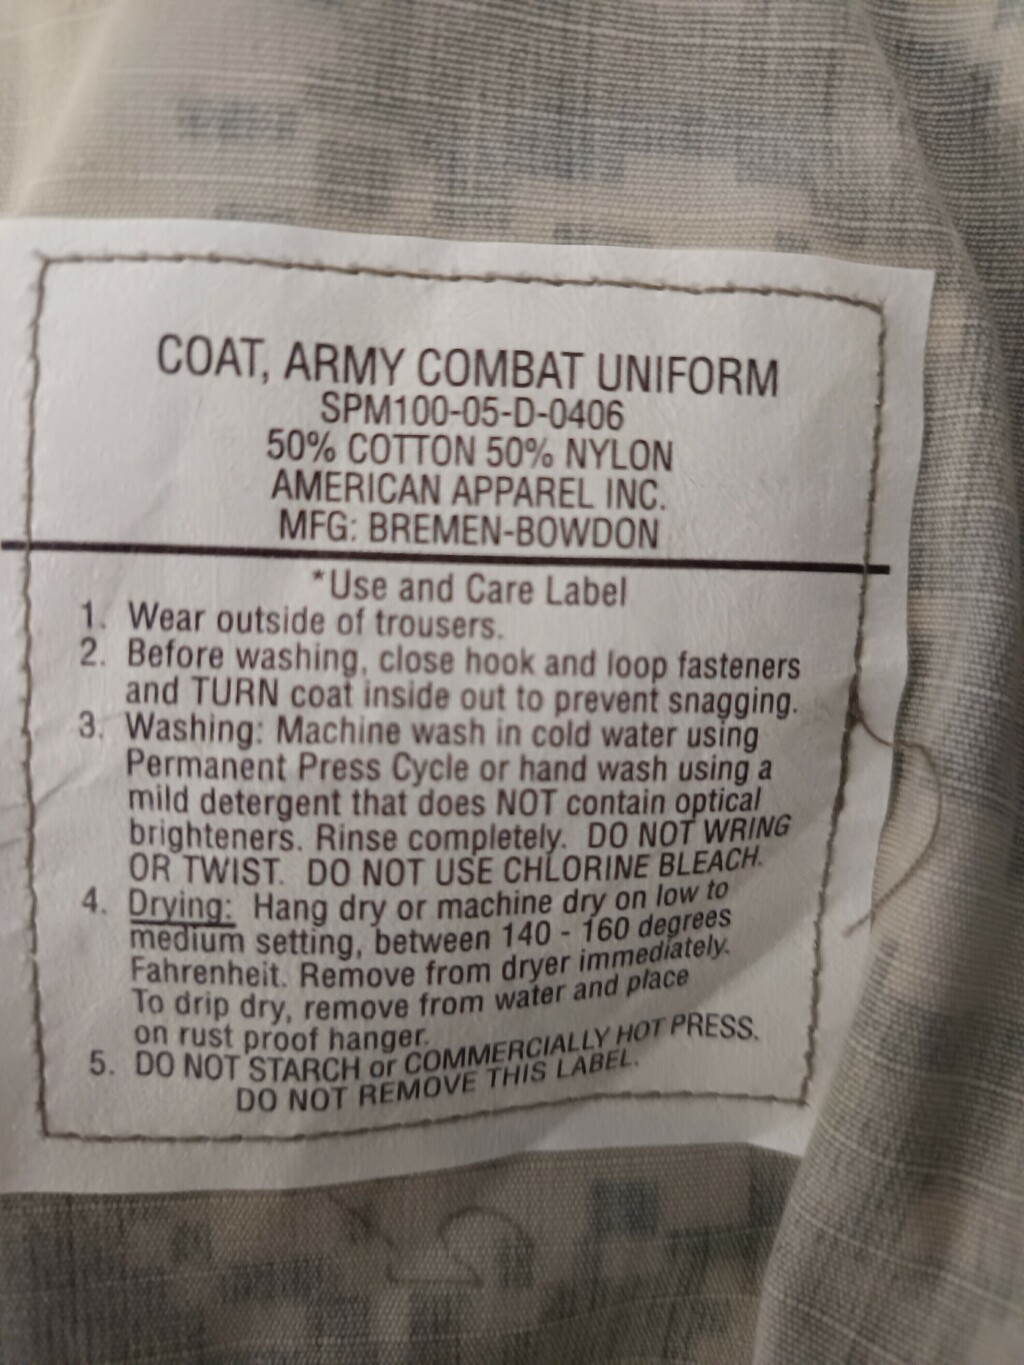 COAT, ARMY COMBAT UNIFORM
SPM100-05-D-0406
50% COTTON 50% NYLON
AMERICAN APPAREL INC.
MFG: BREMEN-BOWDON
*Use and Care Label
1. Wear outside of trousers.
2. Before washing, close hook and loop fasteners
and TURN coat inside out to prevent snagging.
3. Washing: Machine wash in cold water using
Permanent Press Cycle or hand wash using a
mild detergent that does NOT contain optical
brighteners. Rinse completely. DO NOT WRING
OR TWIST. DO NOT USE CHLORINE BLEACH.
4. Drying: Hang dry or machine dry on low to
medium setting, between 140 - 160 degrees
Fahrenheit. Remove from dryer immediately.
To drip dry, remove from water and place
on rust proof hanger.
5. DO NOT STARCH or COMMERCIALLY HOT PRESS.
DO NOT REMOVE THIS LABEL.